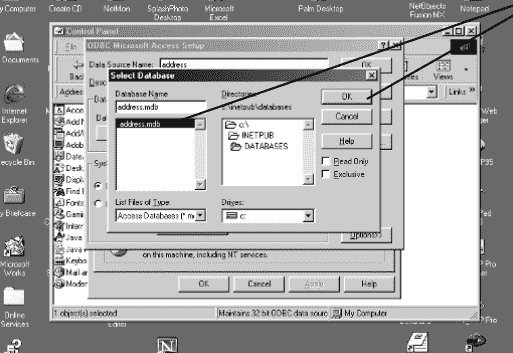 y Computer
Create CD
NetMon
SplashPhoto
Desktop
Microsoft
Excel
Palm Desktop
NetObjects
Fusion MX
Notepad
Control Panel
File
ODBC Microsoft Access Setup
Data Source Name:
address
OK
Select Database
Database Name
address.mdb
address.mdb
Directories:
c:\inetpub\databases
c:\
INETPUB
DATABASES
OK
Cancel
Help
Read Only
Exclusive
List Files of Type:
Access Databases (*.m
Drives:
c:
Options>>
on this machine, including NT services.
OK
Cancel
Apply
Help
1 object(s) selected
Maintains 32 bit ODBC data sourc
My Computer
Documents
Internet
Explorer
ecycle Bin
y Briefcase
Microsoft
Works
Online
Services
Views
Links »